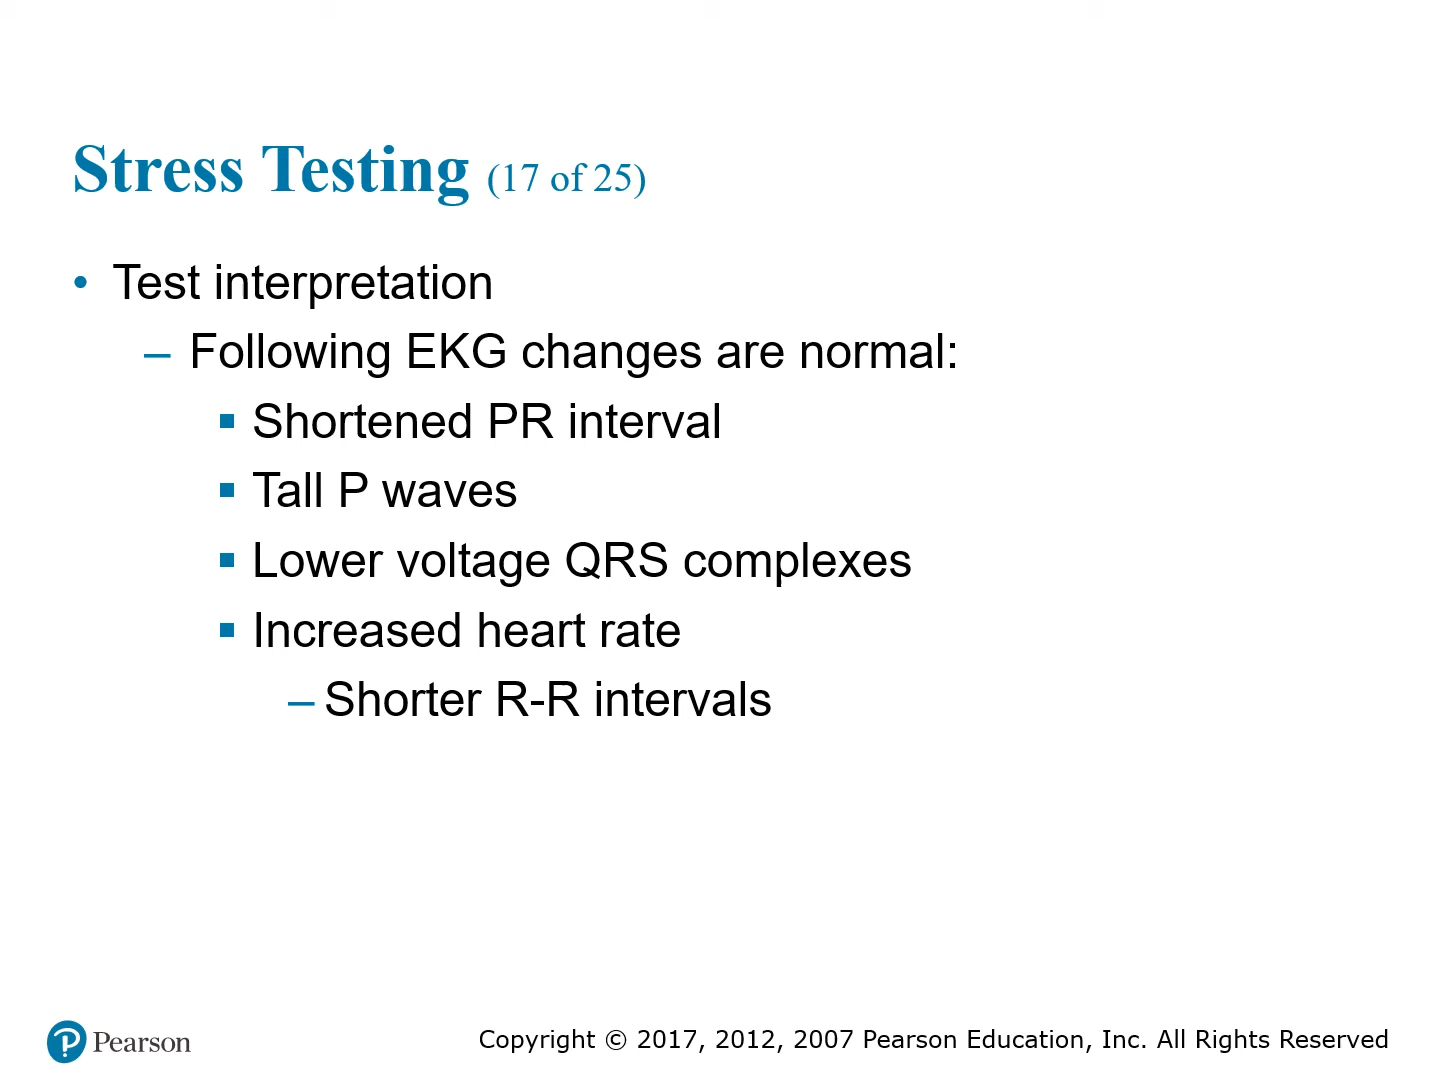 Stress Testing (17 of 25)
• Test interpretation
– Following EKG changes are normal:
▪ Shortened PR interval
▪ Tall P waves
▪ Lower voltage QRS complexes
▪ Increased heart rate
– Shorter R-R intervals
Pearson
Copyright © 2017, 2012, 2007 Pearson Education, Inc. All Rights Reserved